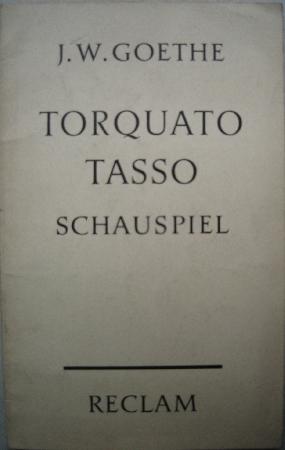 J. W. GOETHE
TORQUATO
TASSO
SCHAUSPIEL
RECLAM